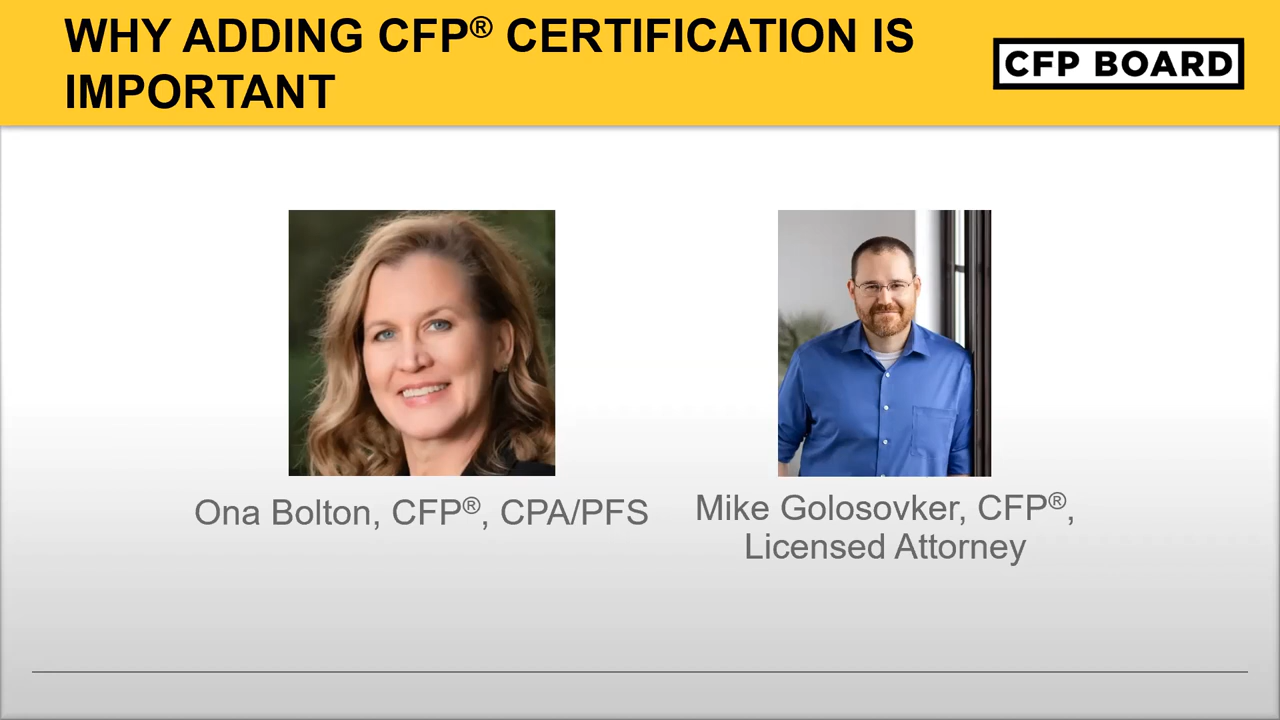 WHY ADDING CFP® CERTIFICATION IS
IMPORTANT
CFP BOARD
Ona Bolton, CFP®, CPA/PFS
Mike Golosovker, CFP®,
Licensed Attorney